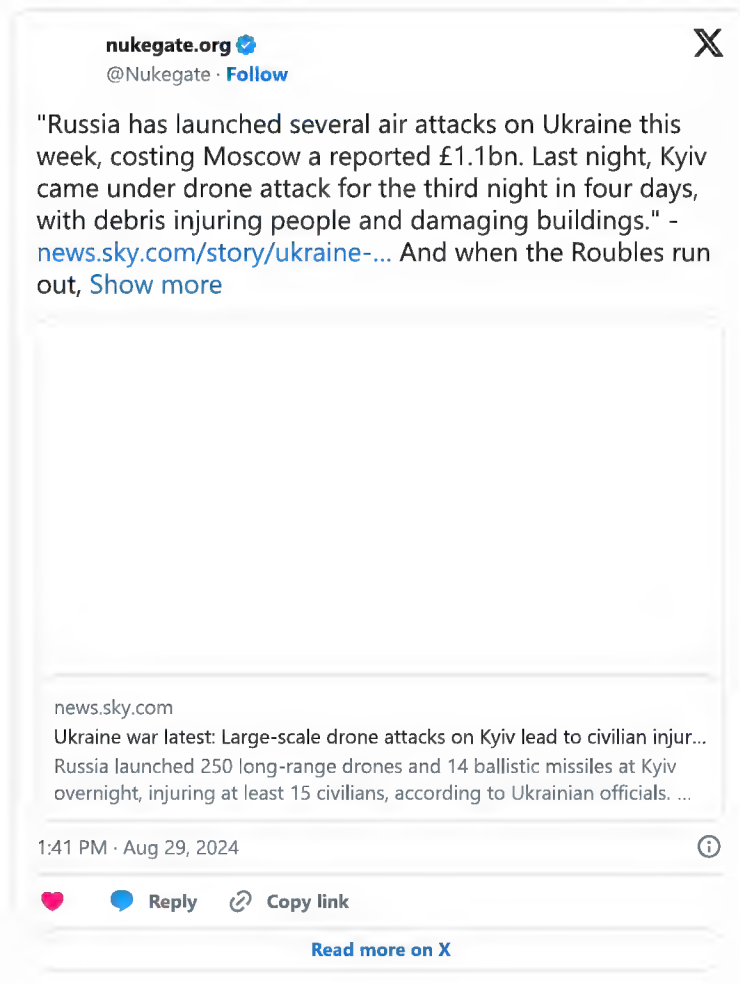 nukegate.org
@Nukegate · Follow
"Russia has launched several air attacks on Ukraine this
week, costing Moscow a reported £1.1bn. Last night, Kyiv
came under drone attack for the third night in four days,
with debris injuring people and damaging buildings." -
news.sky.com/story/ukraine-... And when the Roubles run
out, Show more
news.sky.com
Ukraine war latest: Large-scale drone attacks on Kyiv lead to civilian injur...
Russia launched 250 long-range drones and 14 ballistic missiles at Kyiv
overnight, injuring at least 15 civilians, according to Ukrainian officials. ...
1:41 PM · Aug 29, 2024
Reply Copy link
Read more on X